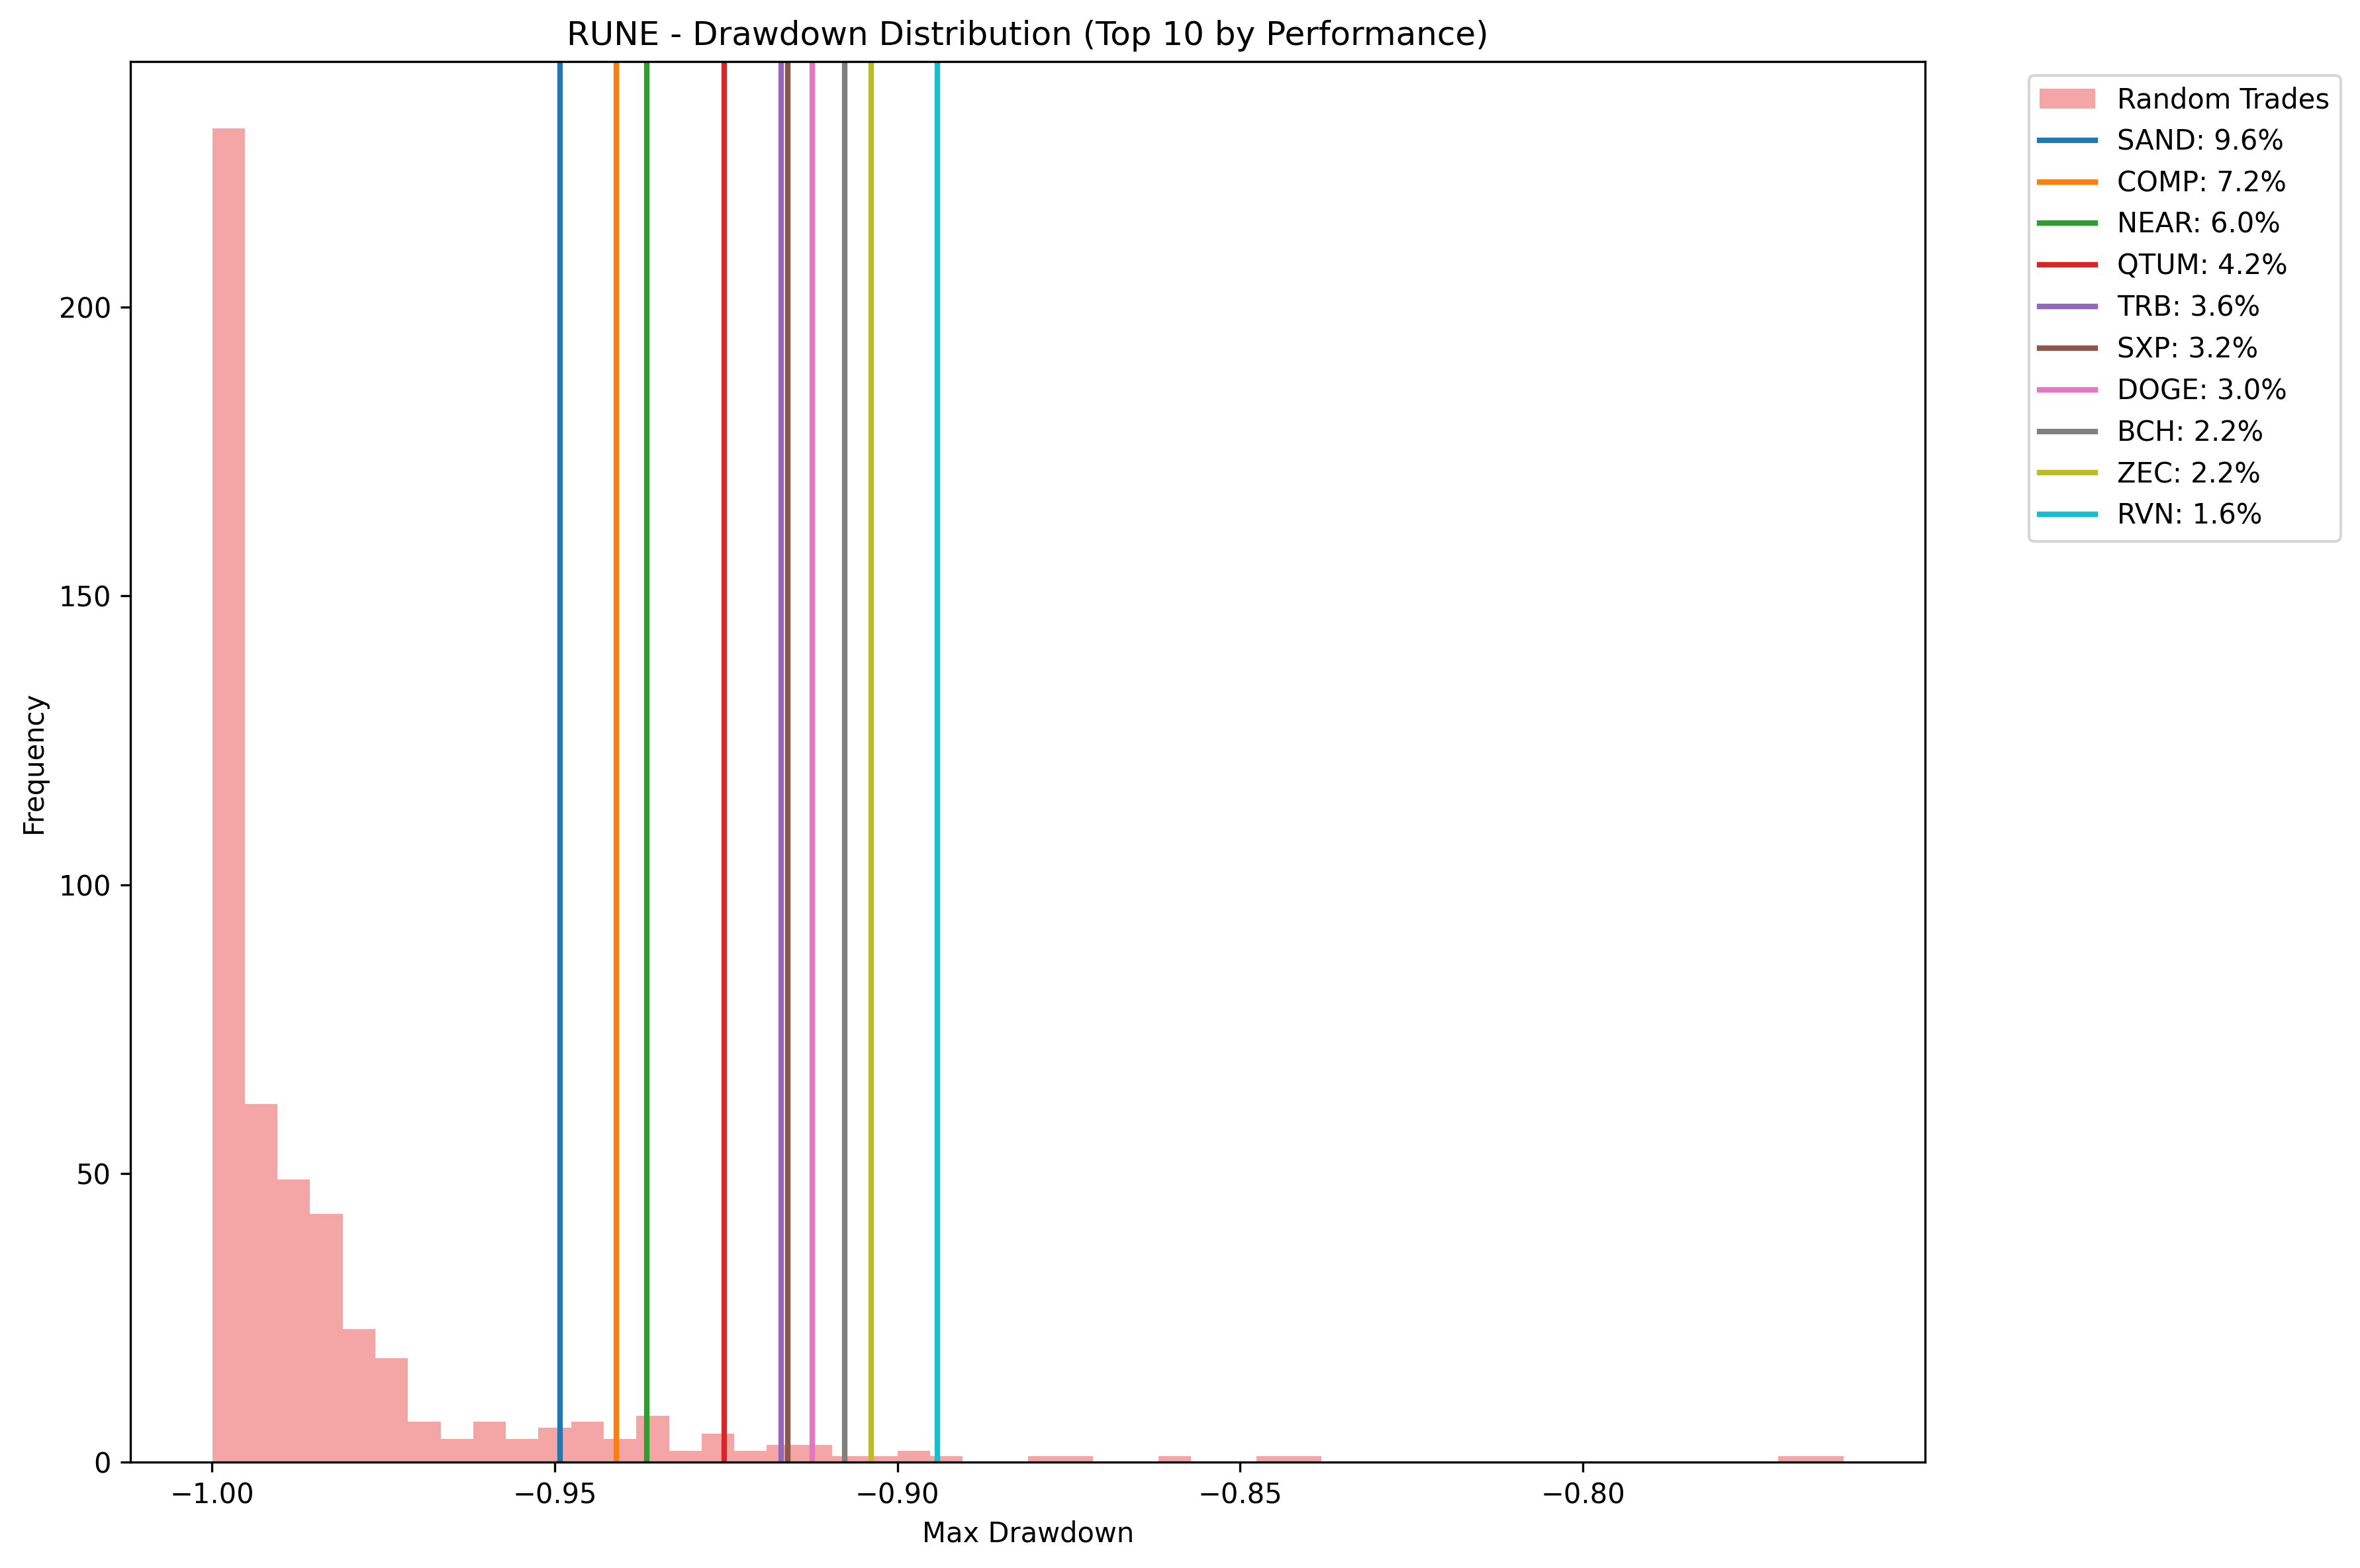 RUNE - Drawdown Distribution (Top 10 by Performance)
Random Trades
SAND: 9.6%
COMP: 7.2%
NEAR: 6.0%
QTUM: 4.2%
TRB: 3.6%
SXP: 3.2%
DOGE: 3.0%
BCH: 2.2%
ZEC: 2.2%
RVN: 1.6%
Frequency
200
150
100
50
0
−1.00
−0.95
−0.90
−0.85
−0.80
Max Drawdown